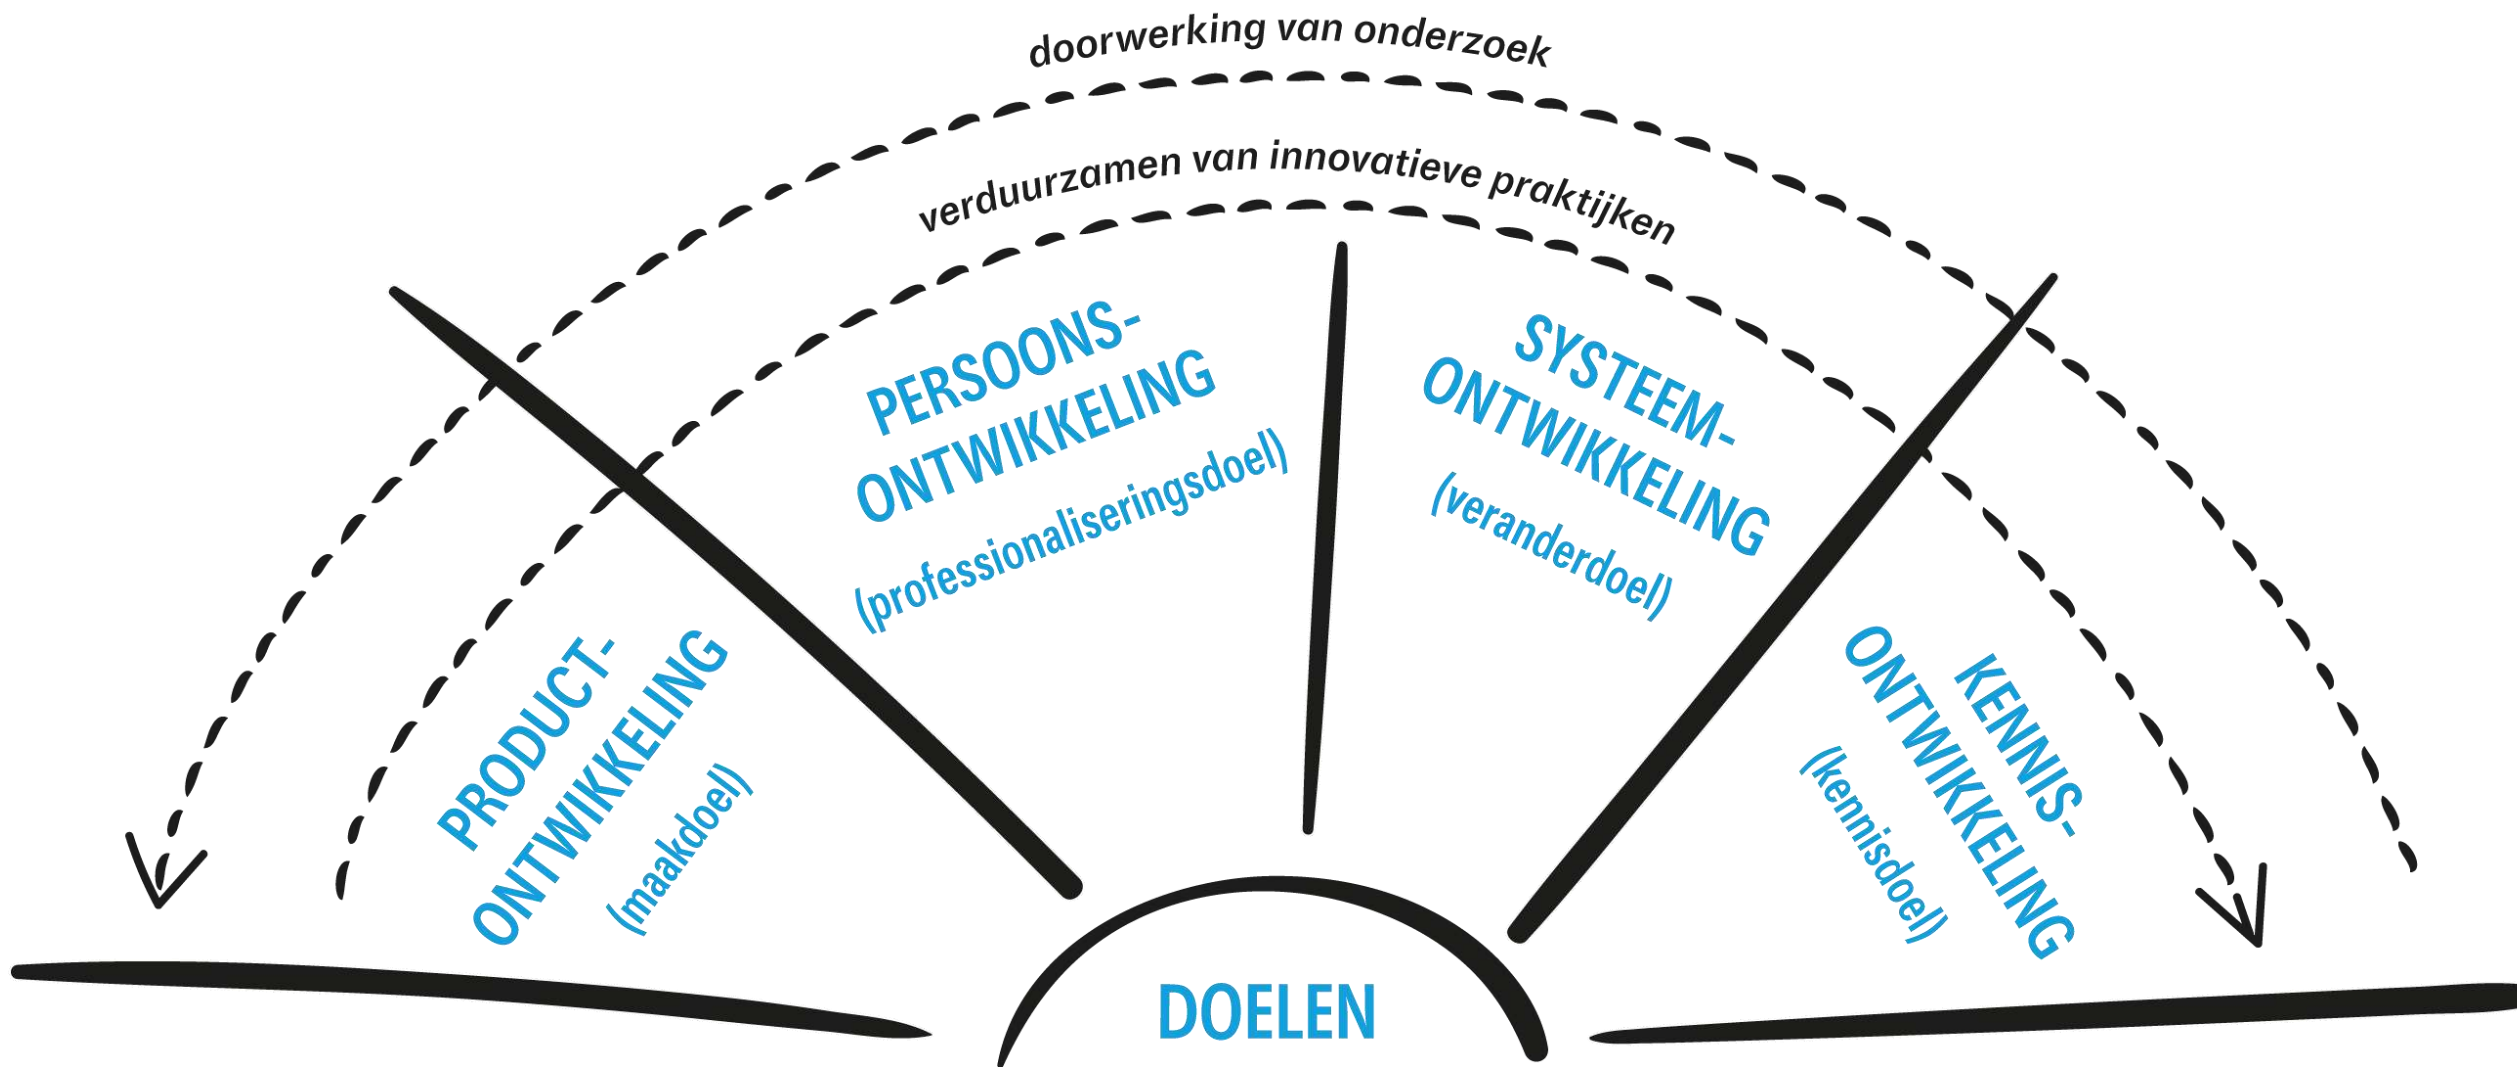 doorwerking van onderzoek
verduurzamen van innovatieve praktijken
PRODUCT-
ONTWIKKELING
(maakdoel)
PERSOONS-
ONTWIKKELING
(professionaliseringsdoel)
SYSTEEM-
ONTWIKKELING
(veranderdoel)
KENNIS-
ONTWIKKELING
(kennisdoel)
DOELEN